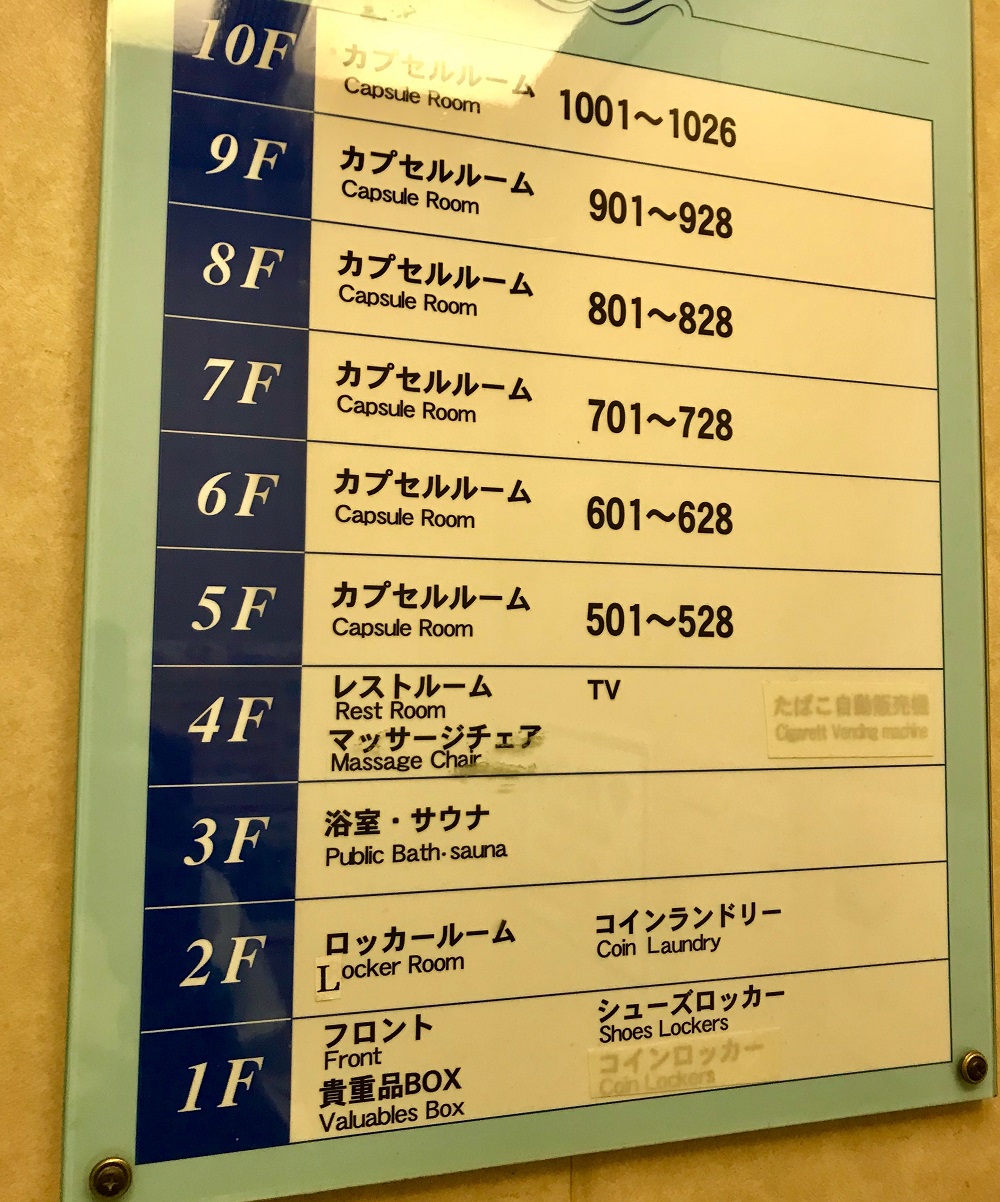 10F
カプセルルーム
Capsule Room
1001～1026
9F
カプセルルーム
Capsule Room
901～928
8F
カプセルルーム
Capsule Room
801～828
7F
カプセルルーム
Capsule Room
701～728
6F
カプセルルーム
Capsule Room
601～628
5F
カプセルルーム
Capsule Room
501～528
4F
レストルーム
Rest Room
TV
マッサージチェア
Massage Chair
たばこ自動販売機
Cigarett Vending machine
3F
浴室・サウナ
Public Bath・sauna
2F
ロッカールーム
Locker Room
コインランドリー
Coin Laundry
1F
フロント
Front
シューズロッカー
Shoes Lockers
貴重品BOX
Valuables Box
コインロッカー
Coin Lockers